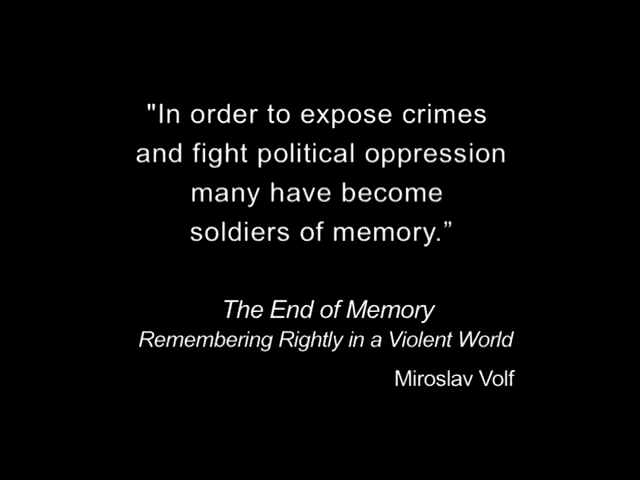 "In order to expose crimes
and fight political oppression
many have become
soldiers of memory.”
The End of Memory
Remembering Rightly in a Violent World
Miroslav Volf